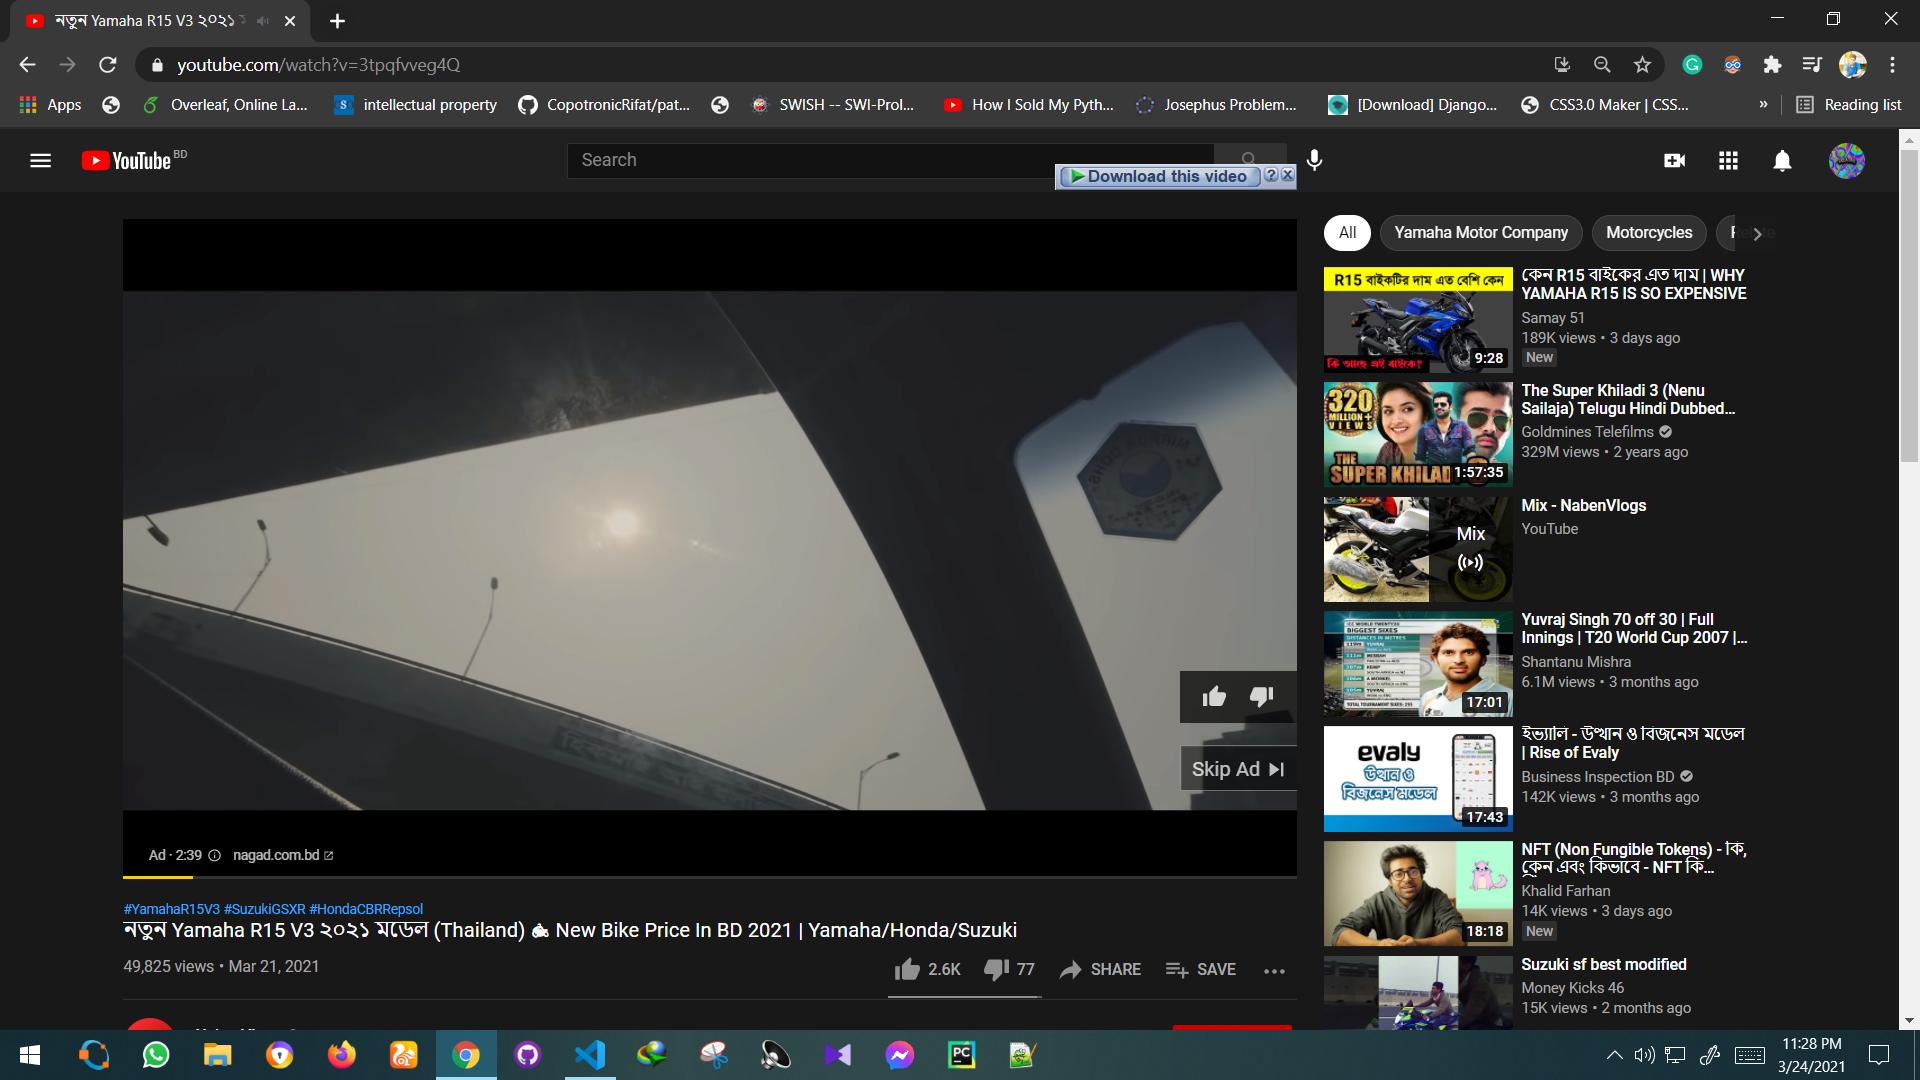 নতুন Yamaha R15 V3 ২০২১
youtube.com/watch?v=3tpqfvveg4Q
Apps
Overleaf, Online La...
intellectual property
CopotronicRifat/pat...
SWISH -- SWI-Prol...
How I Sold My Pyth...
Josephus Problem...
[Download] Django...
CSS3.0 Maker | CSS...
»
Reading list
YouTube BD
Search
Download this video
All
Yamaha Motor Company
Motorcycles
R15 বাইকটির দাম এত বেশি কেন
কি আছে এই বাইকে?
9:28
কেন R15 বাইকের এত দাম | WHY
YAMAHA R15 IS SO EXPENSIVE
Samay 51
189K views • 3 days ago
New
320
MILLION+
VIEWS
THE
SUPER KHILAD
1:57:35
The Super Khiladi 3 (Nenu
Sailaja) Telugu Hindi Dubbed...
Goldmines Telefilms
329M views • 2 years ago
Mix
Mix - NabenVlogs
YouTube
ICC WORLD TWENTY20
BIGGEST SIXES
DISTANCES IN METRES
17:01
Yuvraj Singh 70 off 30 | Full
Innings | T20 World Cup 2007 |...
Shantanu Mishra
6.1M views • 3 months ago
evaly
উত্থান ও
বিজনেস মডেল
17:43
ইভ্যালি - উত্থান ও বিজনেস মডেল
| Rise of Evaly
Business Inspection BD
142K views • 3 months ago
18:18
NFT (Non Fungible Tokens) - কি,
কেন এবং কিভাবে - NFT কি...
Khalid Farhan
14K views • 3 days ago
New
Suzuki sf best modified
Money Kicks 46
15K views • 2 months ago
Skip Ad
Ad · 2:39
nagad.com.bd
#YamahaR15V3 #SuzukiGSXR #HondaCBRRepsol
নতুন Yamaha R15 V3 ২০২১ মডেল (Thailand) 🏍 New Bike Price In BD 2021 | Yamaha/Honda/Suzuki
49,825 views • Mar 21, 2021
2.6K
77
SHARE
SAVE
11:28 PM
3/24/2021